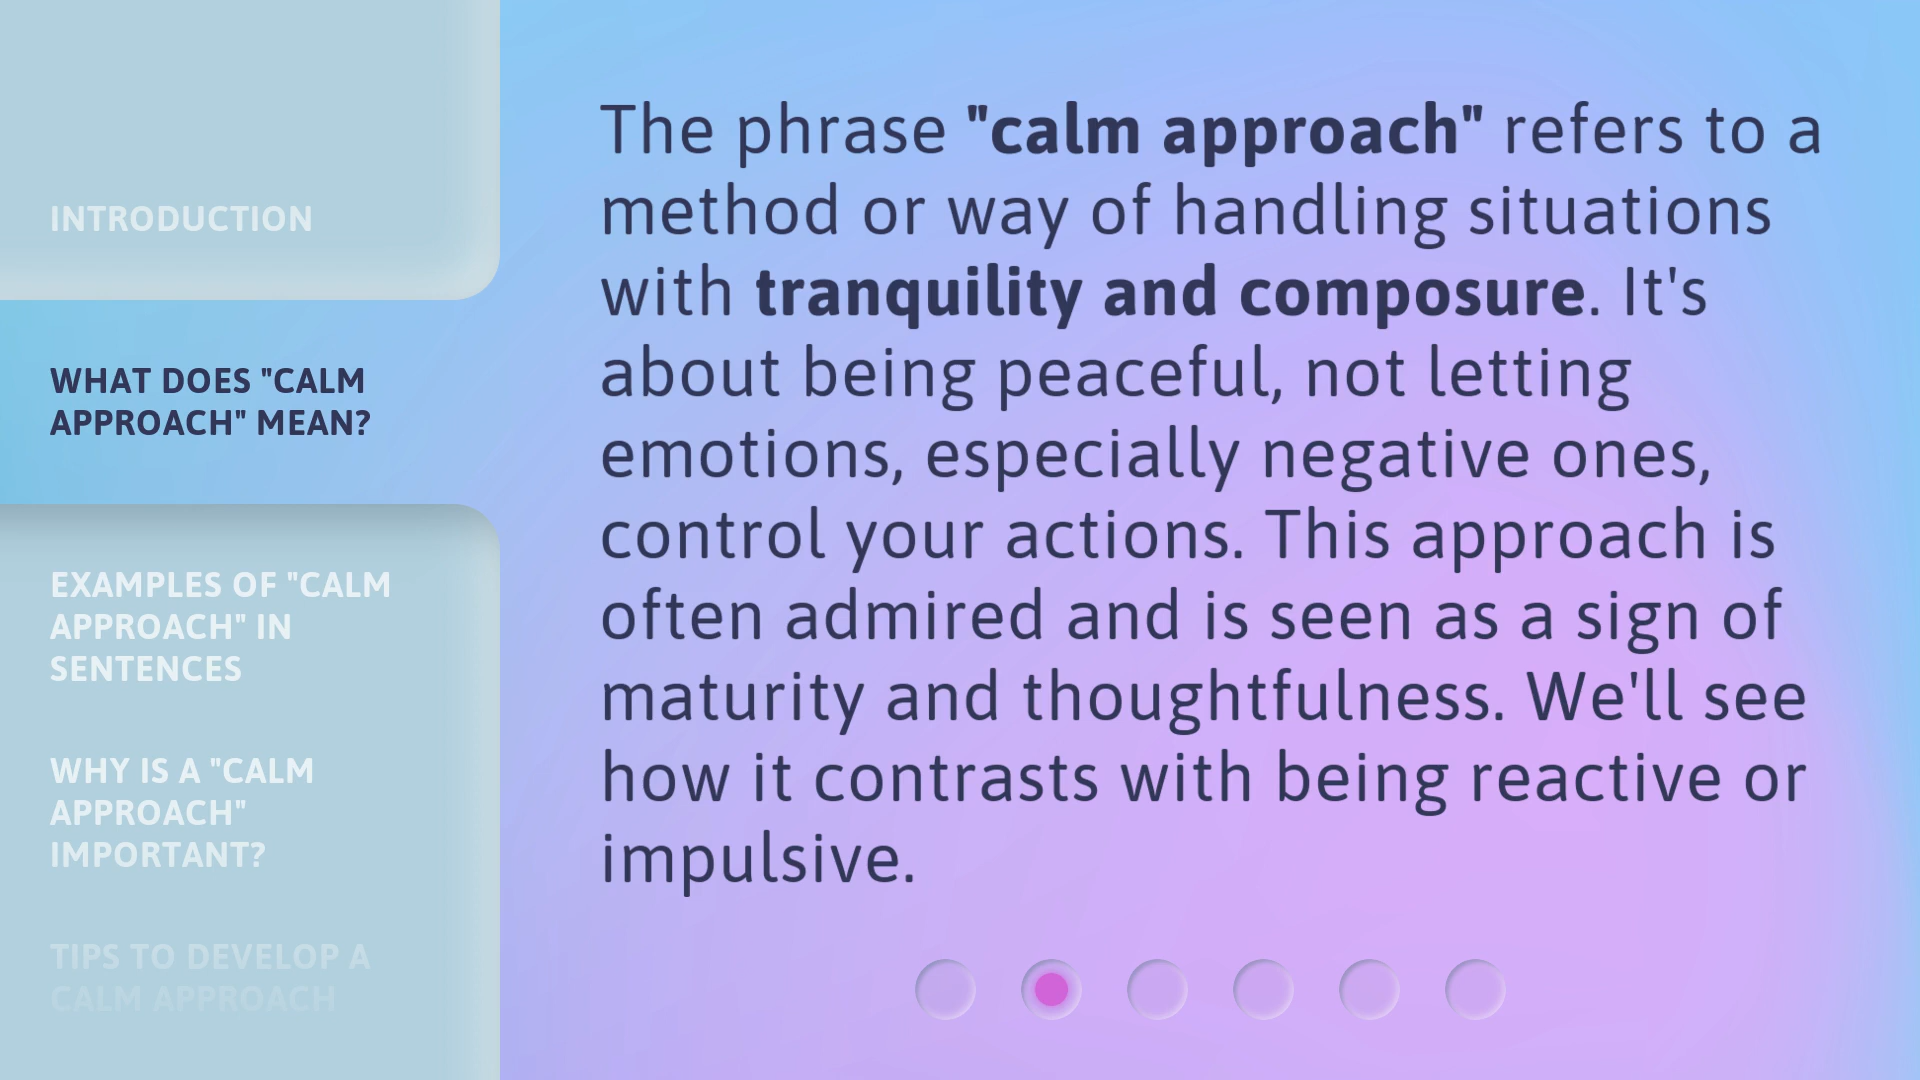 INTRODUCTION
WHAT DOES "CALM
APPROACH" MEAN?
EXAMPLES OF "CALM
APPROACH" IN
SENTENCES
WHY IS A "CALM
APPROACH"
IMPORTANT?
TIPS TO DEVELOP A
CALM APPROACH
The phrase "calm approach" refers to a
method or way of handling situations
with tranquility and composure. It's
about being peaceful, not letting
emotions, especially negative ones,
control your actions. This approach is
often admired and is seen as a sign of
maturity and thoughtfulness. We'll see
how it contrasts with being reactive or
impulsive.